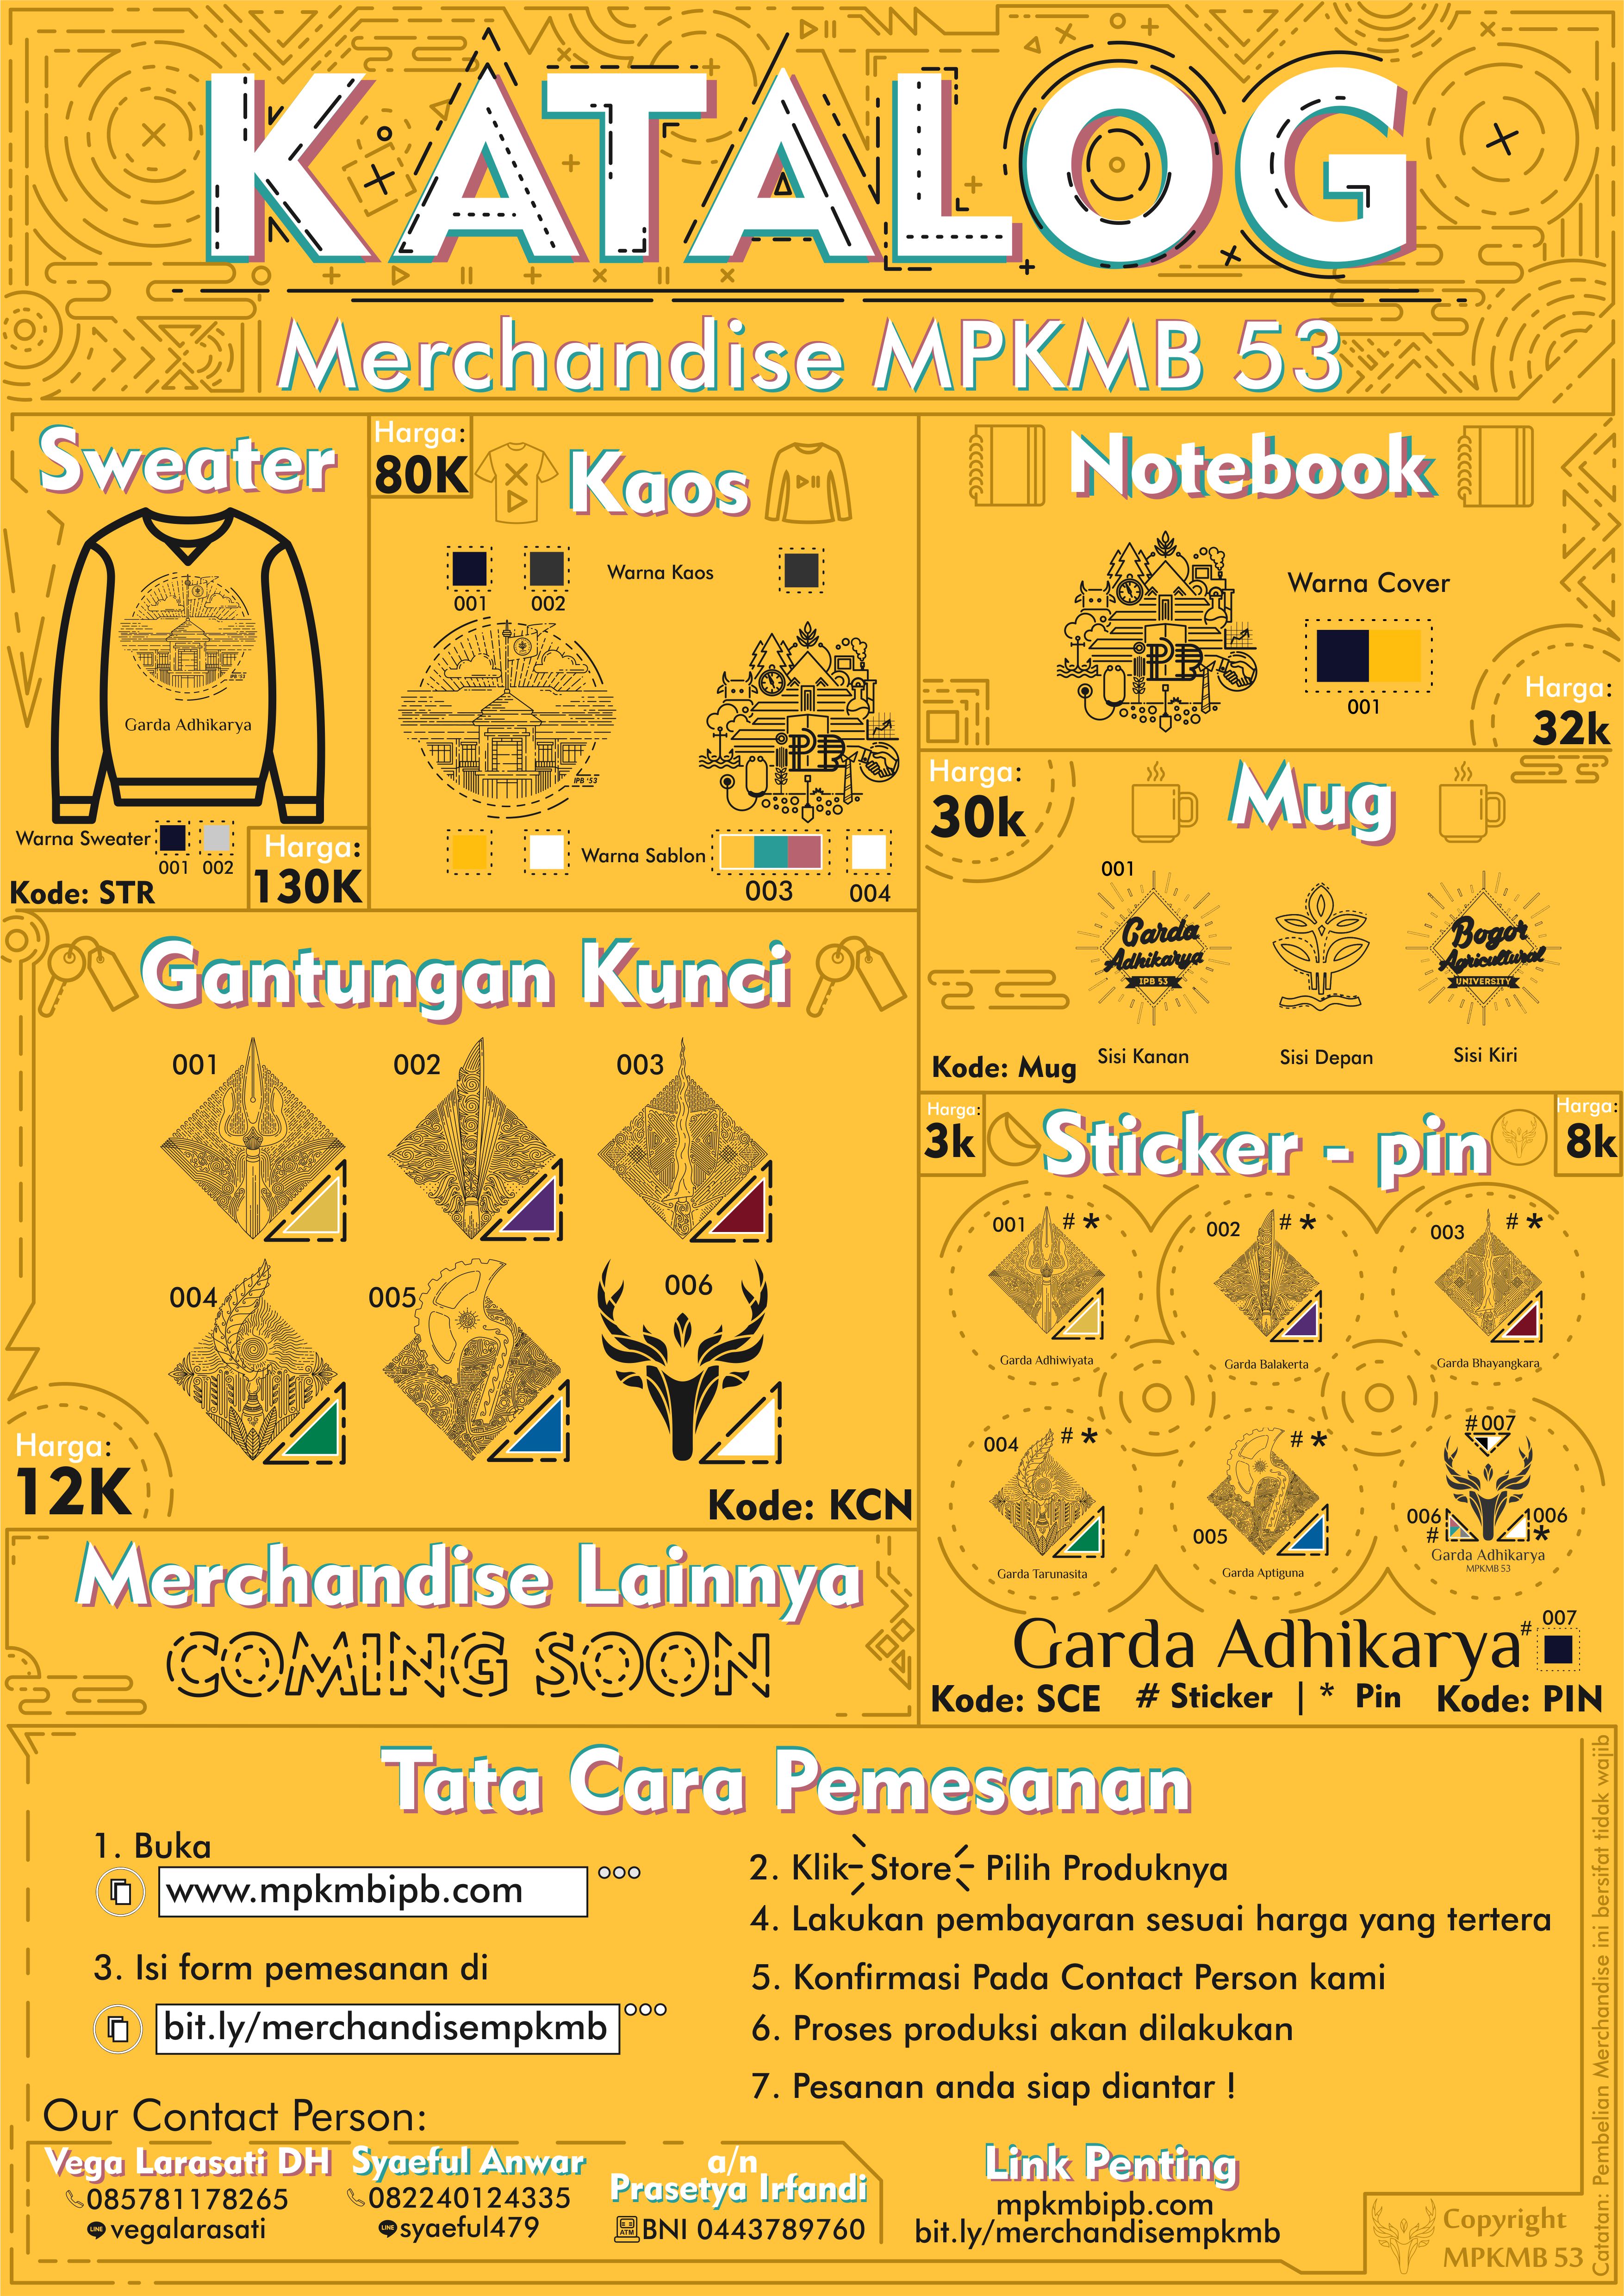 KATALOG
Merchandise MPKMB 53
Sweater
Garda Adhikarya
Warna Sweater
001 002
Kode: STR
Harga:
130K
Harga:
80K
Kaos
Warna Kaos
001 002
IPB '53
PB
Warna Sablon
003 004
Notebook
PB
Warna Cover
001
Harga:
32k
Harga:
30k
Mug
001
Garda
Adhikarya
IPB 53
Bogor
Agricultural
UNIVERSITY
Sisi Kanan
Sisi Depan
Sisi Kiri
Kode: Mug
Gantungan Kunci
001
002
003
004
005
006
Harga:
12K
Kode: KCN
Harga:
3k
Sticker - pin
Harga:
8k
001 # *
002 # *
003 # *
Garda Adhiwiyata
Garda Balakerta
Garda Bhayangkara
004 # *
005 # *
#007
006 #
006 *
Garda Tarunasita
Garda Aptiguna
Garda Adhikarya
MPKMB 53
Garda Adhikarya # 007
Kode: SCE # Sticker | * Pin Kode: PIN
Merchandise Lainnya
COMING SOON
Tata Cara Pemesanan
1. Buka
www.mpkmbipb.com
2. Klik Store Pilih Produknya
3. Isi form pemesanan di
bit.ly/merchandisempkmb
4. Lakukan pembayaran sesuai harga yang tertera
5. Konfirmasi Pada Contact Person kami
6. Proses produksi akan dilakukan
7. Pesanan anda siap diantar !
Our Contact Person:
Vega Larasati DH
085781178265
LINE vegalarasati
Syaeful Anwar
082240124335
LINE syaeful479
a/n
Prasetya Irfandi
ATM BNI 0443789760
Link Penting
mpkmbipb.com
bit.ly/merchandisempkmb
Copyright
MPKMB 53
Catatan: Pembelian Merchandise ini bersifat tidak wajib